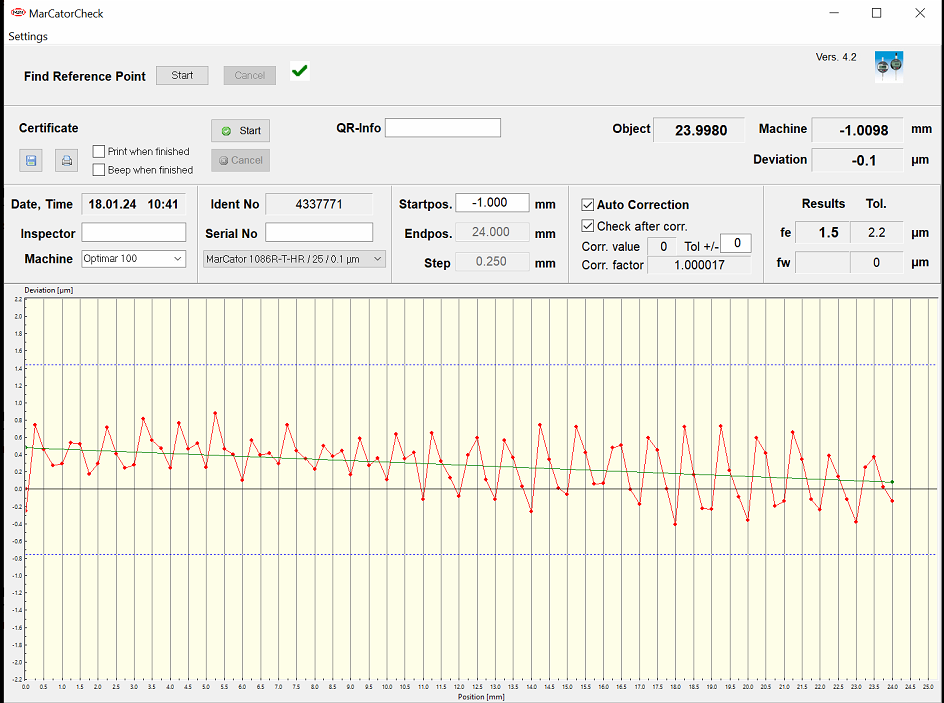 MarCatorCheck
Settings
Find Reference Point Start Cancel
Vers. 4.2
Certificate Start QR-Info Object 23.9980 Machine -1.0098 mm
Print when finished
Beep when finished
Cancel
Deviation -0.1 µm
Date, Time 18.01.24 10:41 Ident No 4337771 Startpos. -1.000 mm Auto Correction Results Tol.
Inspector Serial No Endpos. 24.000 mm Check after corr. fe 1.5 2.2 µm
Corr. value 0 Tol +/- 0
Machine Optimar 100 MarCator 1086R-T-HR / 25 / 0.1 µm Step 0.250 mm Corr. factor 1.000017 fw 0 µm
Deviation [µm]
2.2
2.0
1.8
1.6
1.4
1.2
1.0
0.8
0.6
0.4
0.2
0.0
-0.2
-0.4
-0.6
-0.8
-1.0
-1.2
-1.4
-1.6
-1.8
-2.0
-2.2
0.0 0.5 1.0 1.5 2.0 2.5 3.0 3.5 4.0 4.5 5.0 5.5 6.0 6.5 7.0 7.5 8.0 8.5 9.0 9.5 10.0 10.5 11.0 11.5 12.0 12.5 13.0 13.5 14.0 14.5 15.0 15.5 16.0 16.5 17.0 17.5 18.0 18.5 19.0 19.5 20.0 20.5 21.0 21.5 22.0 22.5 23.0 23.5 24.0 24.5 25.0
Position [mm]